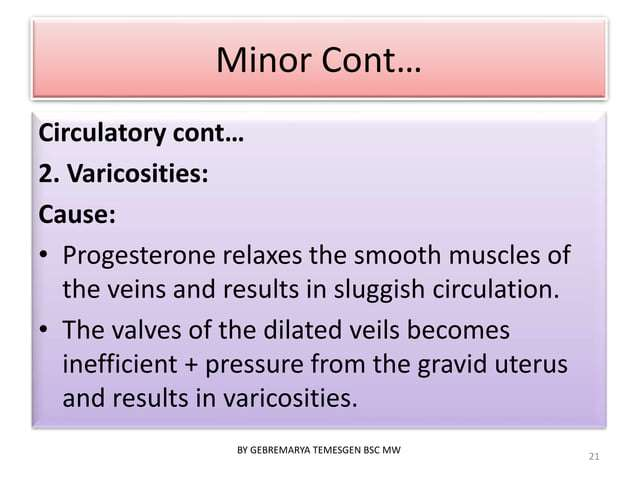 Minor Cont…
Circulatory cont…
2. Varicosities:
Cause:
• Progesterone relaxes the smooth muscles of
the veins and results in sluggish circulation.
• The valves of the dilated veils becomes
inefficient + pressure from the gravid uterus
and results in varicosities.
BY GEBREMARYA TEMESGEN BSC MW
21